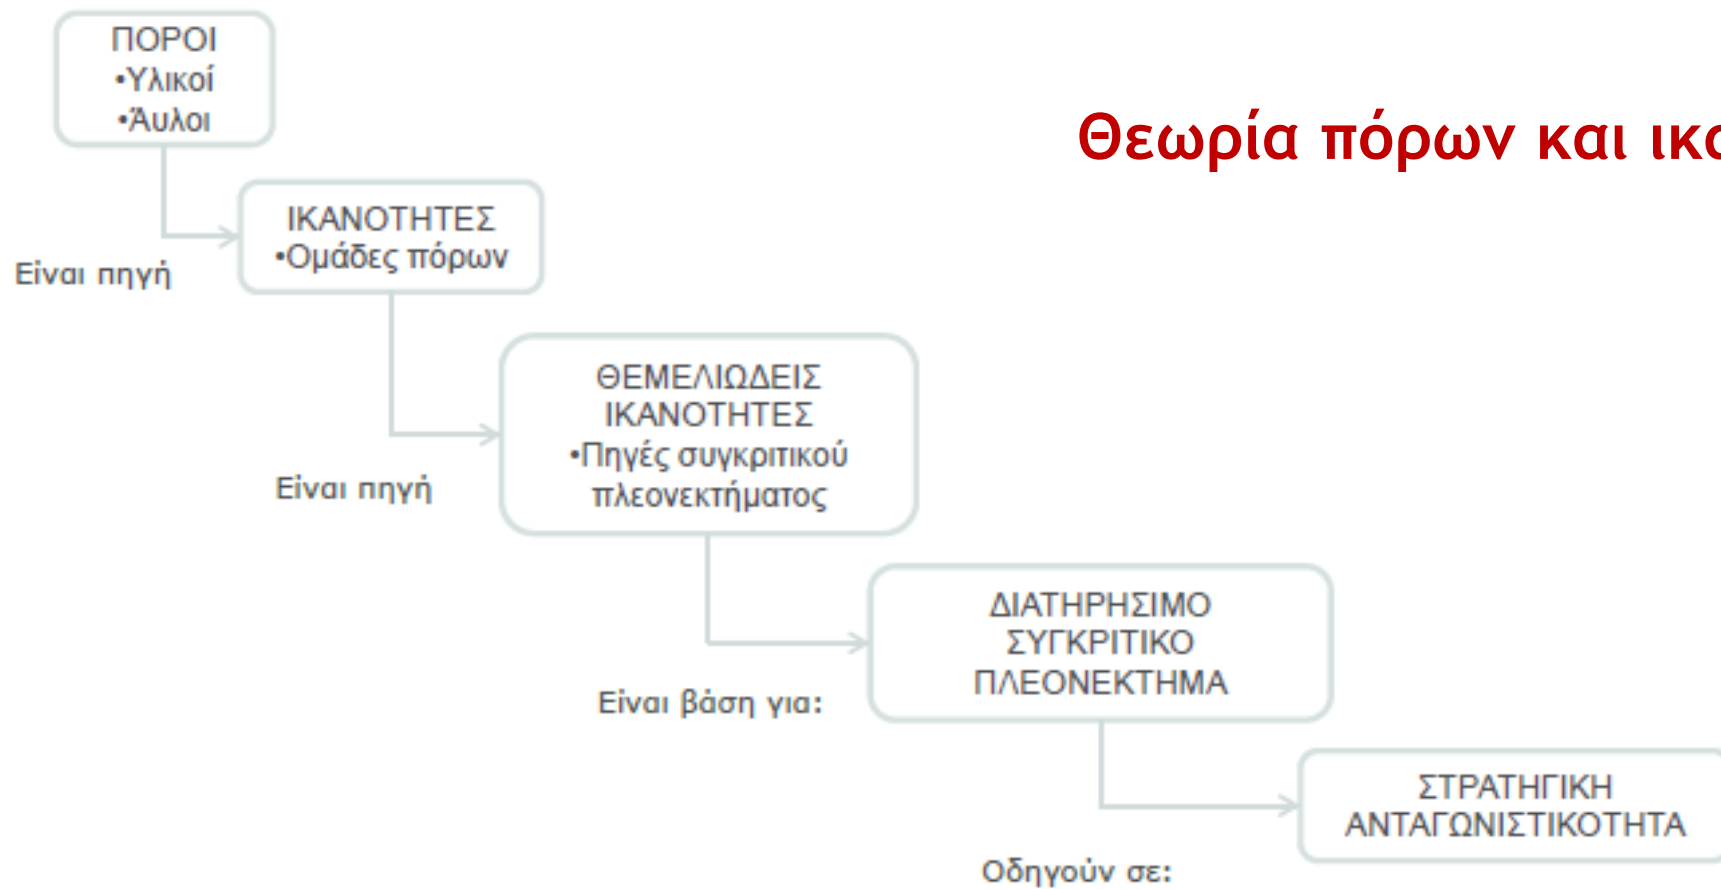 ΠΟΡΟΙ
•Υλικοί
•Άυλοι
Θεωρία πόρων και
ΙΚΑΝΟΤΗΤΕΣ
•Ομάδες πόρων
Είναι πηγή
ΘΕΜΕΛΙΩΔΕΙΣ
ΙΚΑΝΟΤΗΤΕΣ
•Πηγές συγκριτικού
πλεονεκτήματος
Είναι πηγή
ΔΙΑΤΗΡΗΣΙΜΟ
ΣΥΓΚΡΙΤΙΚΟ
ΠΛΕΟΝΕΚΤΗΜΑ
Είναι βάση για:
ΣΤΡΑΤΗΓΙΚΗ
ΑΝΤΑΓΩΝΙΣΤΙΚΟΤΗΤΑ
Οδηγούν σε: